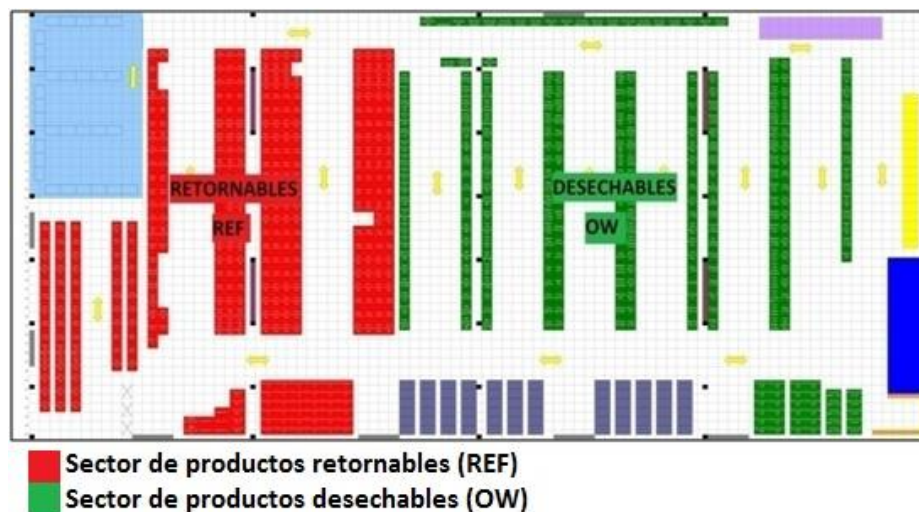 RETORNABLES
REF
DESECHABLES
OW
Sector de productos retornables (REF)
Sector de productos desechables (OW)